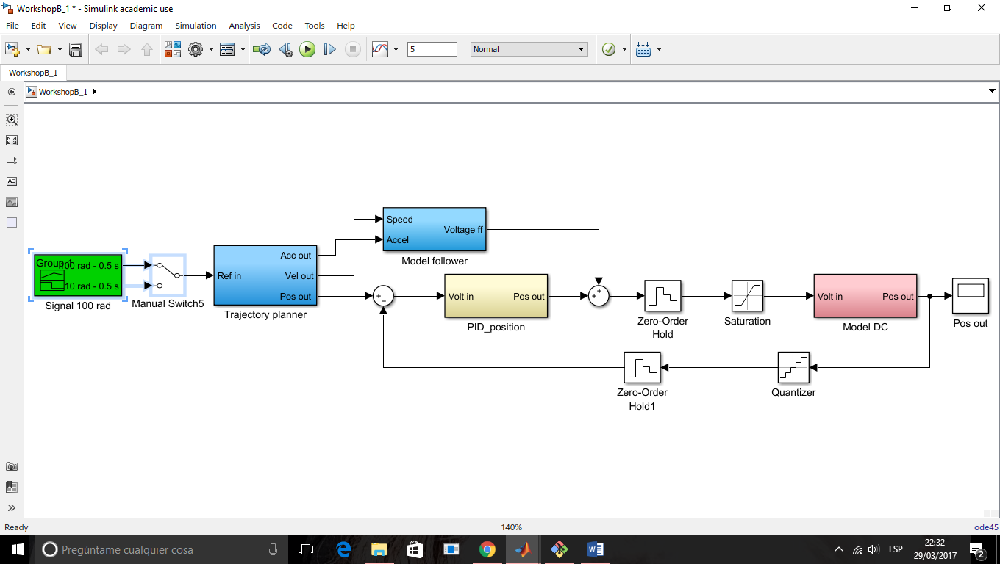 WorkshopB_1 * - Simulink academic use
File Edit View Display Diagram Simulation Analysis Code Tools Help
5 Normal
WorkshopB_1
WorkshopB_1
Speed
Voltage ff
Accel
Model follower
Group 1
100 rad - 0.5 s
10 rad - 0.5 s
Signal 100 rad
Manual Switch5
Acc out
Ref in Vel out
Pos out
Trajectory planner
Volt in Pos out
PID_position
Zero-Order
Hold
Saturation
Volt in Pos out
Model DC
Pos out
Zero-Order
Hold1
Quantizer
Ready 140% ode45
Pregúntame cualquier cosa
ESP
22:32
29/03/2017
2